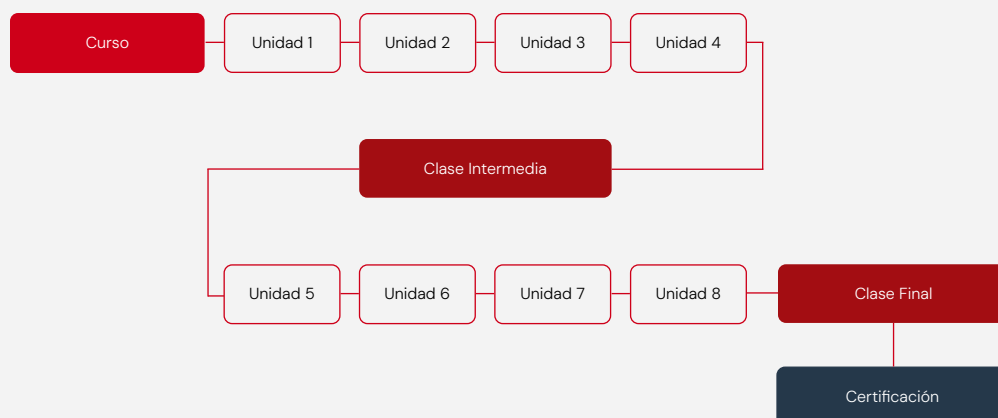 Curso
Unidad 1
Unidad 2
Unidad 3
Unidad 4
Clase Intermedia
Unidad 5
Unidad 6
Unidad 7
Unidad 8
Clase Final
Certificación